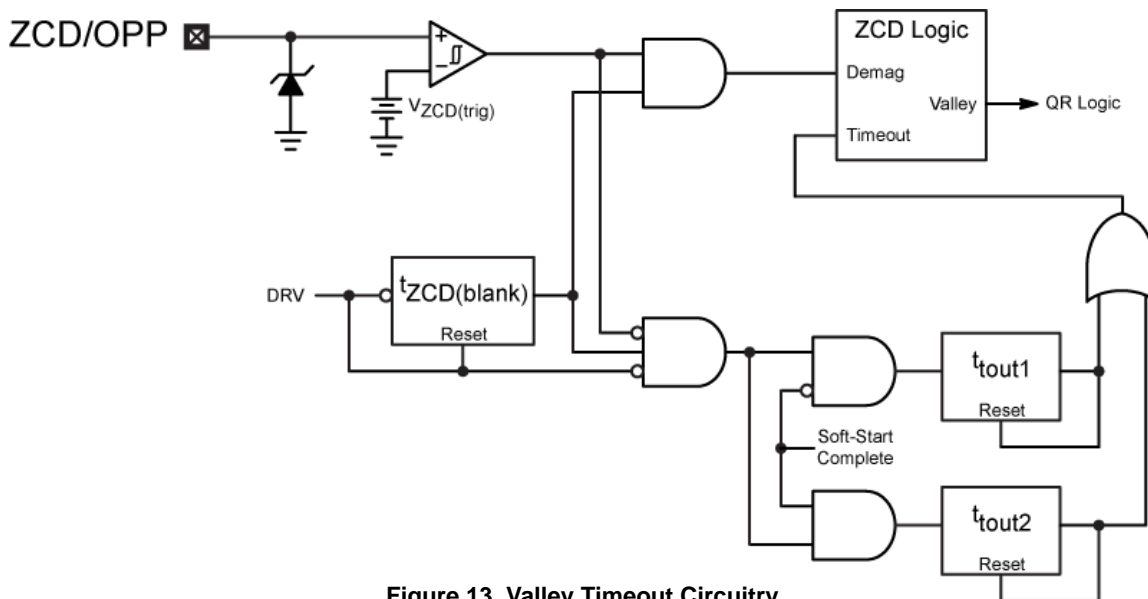 ZCD/OPP
VZCD(trig)
ZCD Logic
Demag
Valley
Timeout
QR Logic
DRV
tZCD(blank)
Reset
ttout1
Reset
Soft-Start
Complete
ttout2
Reset
Figure 13. Valley Timeout Circuitry